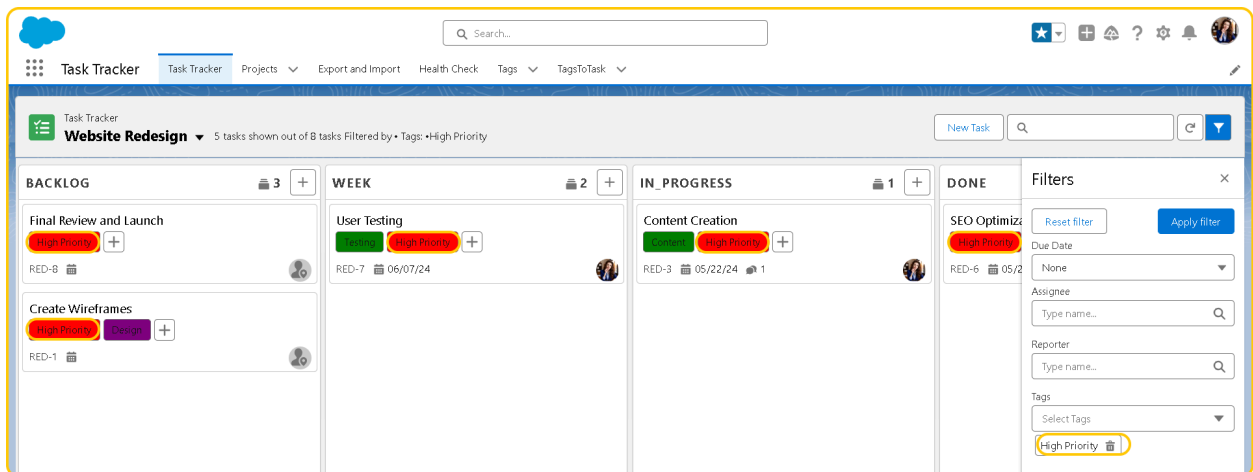 Search...
Task Tracker
Task Tracker
Projects
Export and Import
Health Check
Tags
TagsToTask
Task Tracker
Website Redesign 5 tasks shown out of 8 tasks Filtered by • Tags: •High Priority
New Task
BACKLOG 3
Final Review and Launch
High Priority
RED-8
Create Wireframes
High Priority Design
RED-1
WEEK 2
User Testing
Testing High Priority
RED-7 06/07/24
IN_PROGRESS 1
Content Creation
Content High Priority
RED-3 05/22/24 1
DONE
SEO Optimiza
High Priority
RED-6 05/2
Filters
Reset filter Apply filter
Due Date
None
Assignee
Type name...
Reporter
Type name...
Tags
Select Tags
High Priority